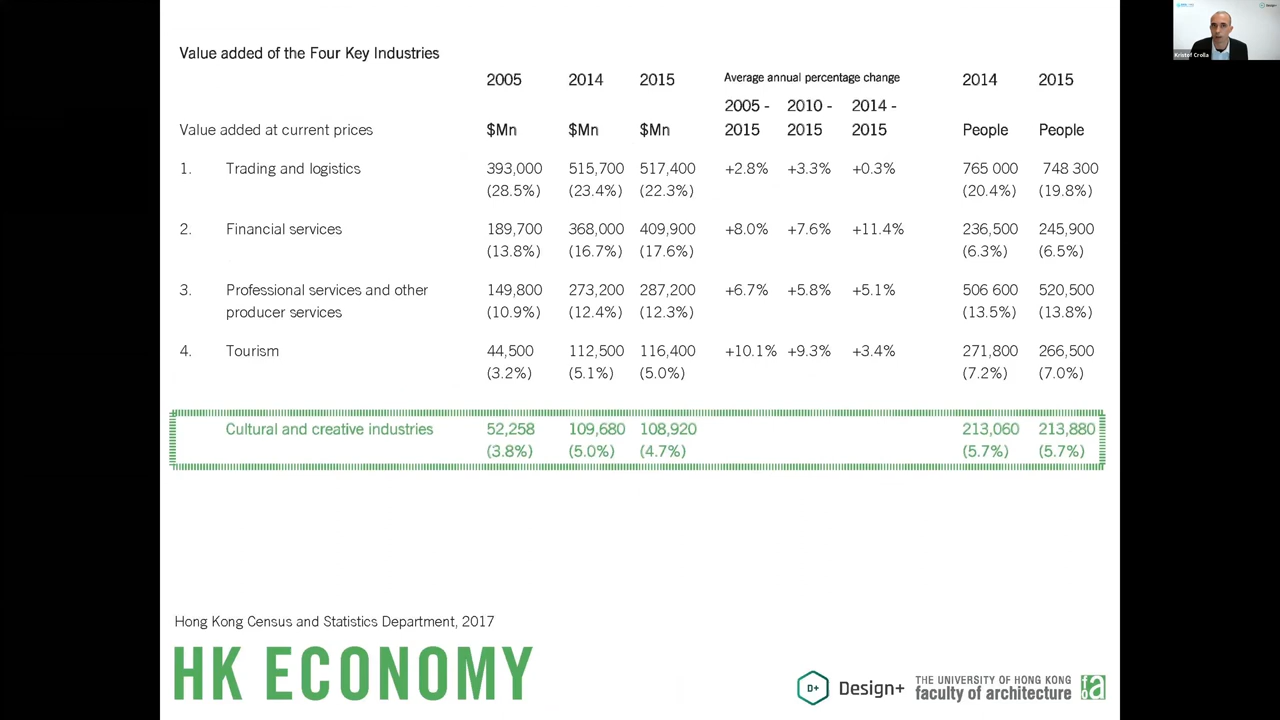 Value added of the Four Key Industries
2005 2014 2015 Average annual percentage change 2014 2015
2005 - 2010 - 2014 -
Value added at current prices $Mn $Mn $Mn 2015 2015 2015 People People
1. Trading and logistics 393,000 515,700 517,400 +2.8% +3.3% +0.3% 765 000 748 300
(28.5%) (23.4%) (22.3%) (20.4%) (19.8%)
2. Financial services 189,700 368,000 409,900 +8.0% +7.6% +11.4% 236,500 245,900
(13.8%) (16.7%) (17.6%) (6.3%) (6.5%)
3. Professional services and other 149,800 273,200 287,200 +6.7% +5.8% +5.1% 506 600 520,500
producer services (10.9%) (12.4%) (12.3%) (13.5%) (13.8%)
4. Tourism 44,500 112,500 116,400 +10.1% +9.3% +3.4% 271,800 266,500
(3.2%) (5.1%) (5.0%) (7.2%) (7.0%)
Cultural and creative industries 52,258 109,680 108,920 213,060 213,880
(3.8%) (5.0%) (4.7%) (5.7%) (5.7%)
Hong Kong Census and Statistics Department, 2017
HK ECONOMY
D+ Design+
THE UNIVERSITY OF HONG KONG
faculty of architecture
foa
Kristof Crolla
Design+